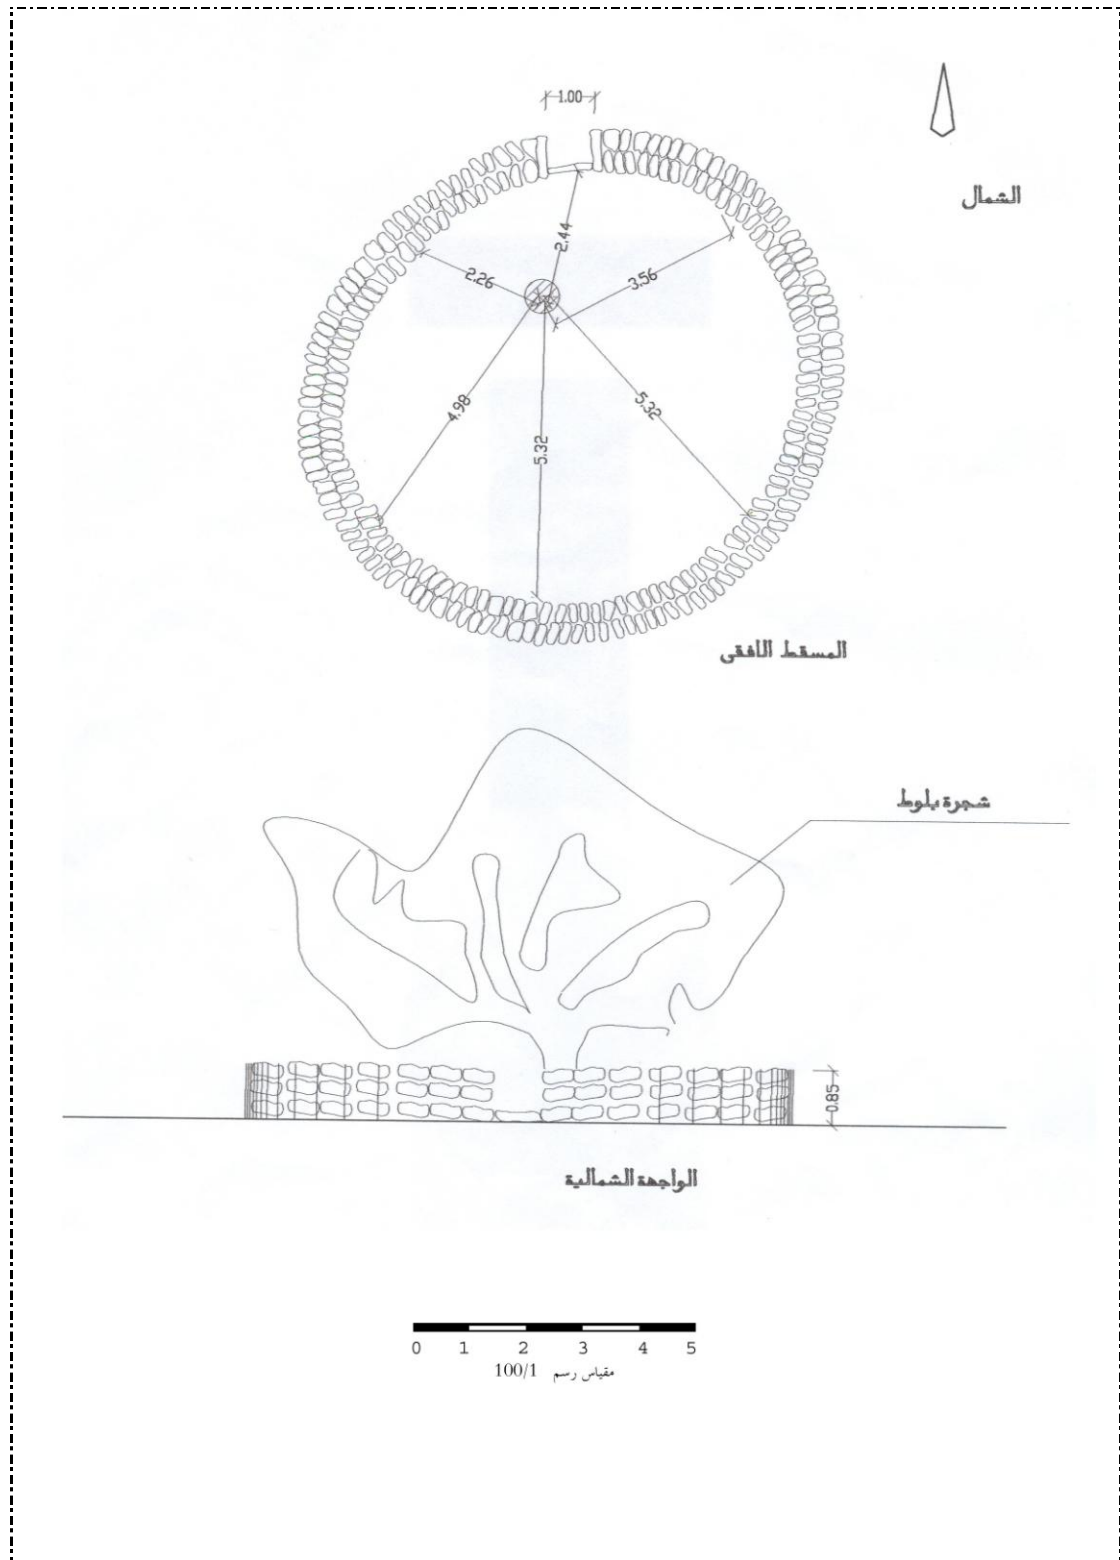 1.00
الشمال
2.44
2.26
3.56
4.98
5.32
5.32
المسقط الافقى
شجرة بلوط
0.85
الواجهة الشمالية
0 1 2 3 4 5
مقياس رسم 100/1